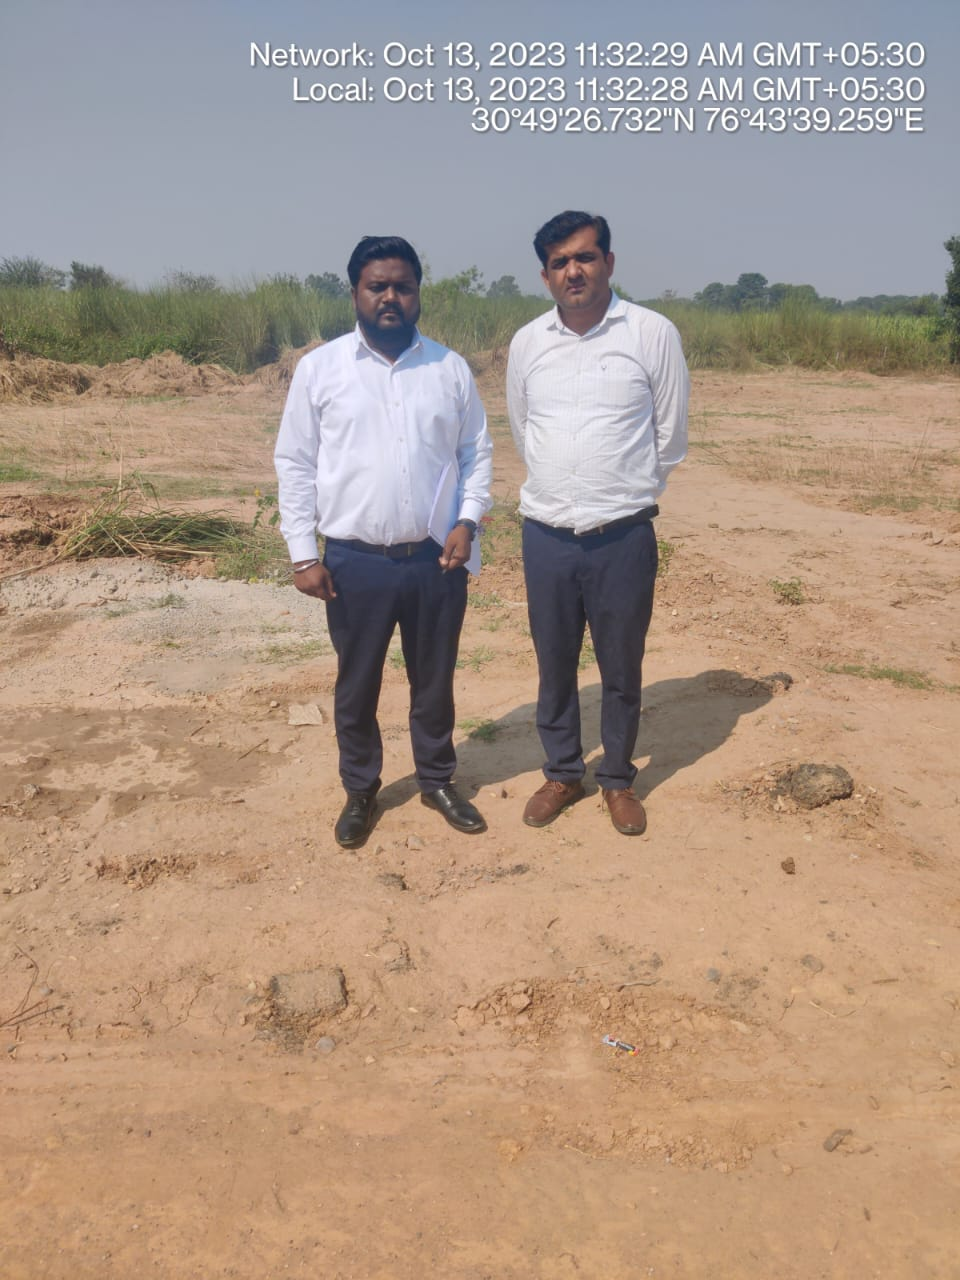 Network: Oct 13, 2023 11:32:29 AM GMT+05:30
Local: Oct 13, 2023 11:32:28 AM GMT+05:30
30°49'26.732"N 76°43'39.259"E